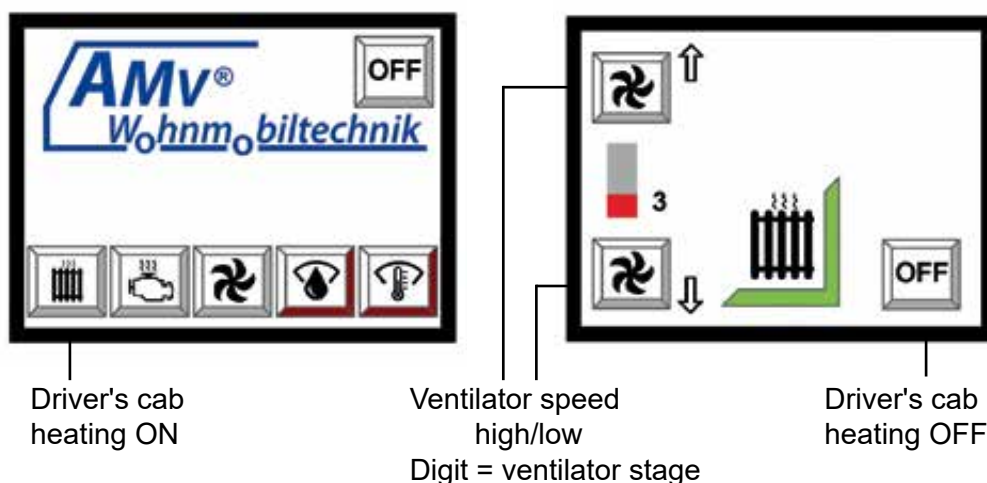 AMV®
Wohnmobiltechnik
OFF
3
OFF
Driver's cab
heating ON
Ventilator speed
high/low
Digit = ventilator stage
Driver's cab
heating OFF